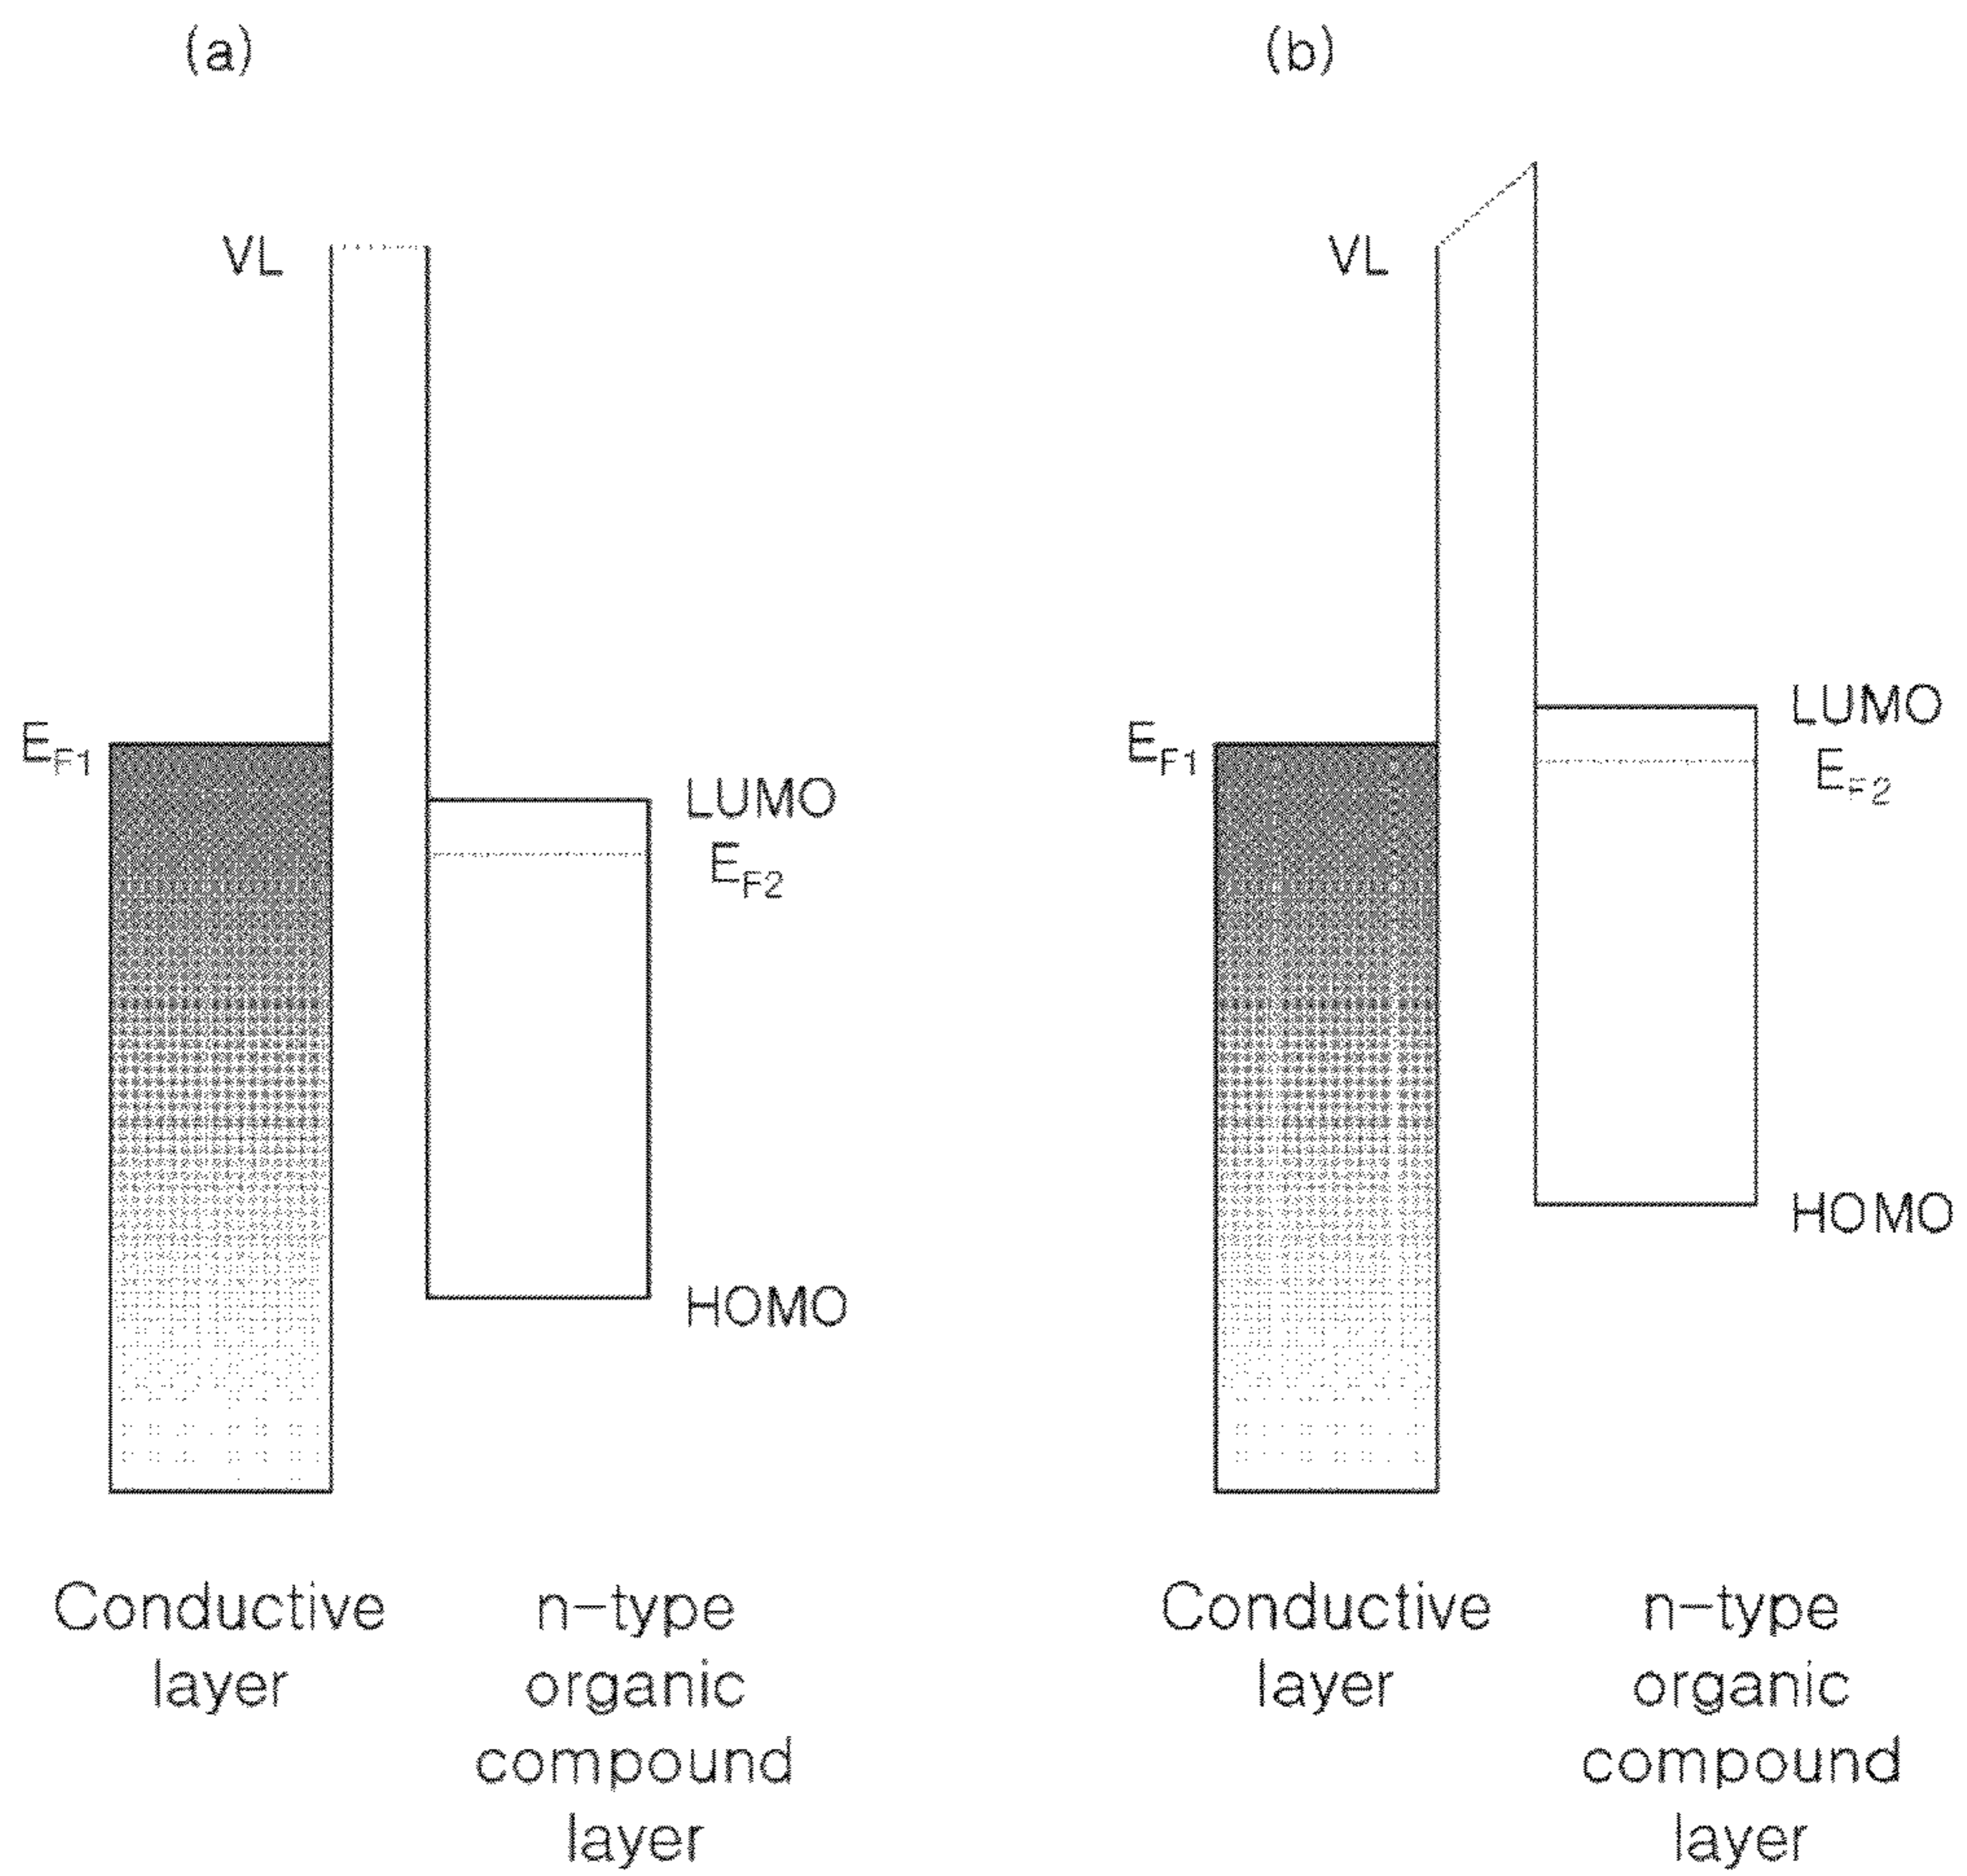 (a)
VL
EF1
LUMO
EF2
HOMO
Conductive
layer
n-type
organic
compound
layer
(b)
VL
EF1
LUMO
EF2
HOMO
Conductive
layer
n-type
organic
compound
layer